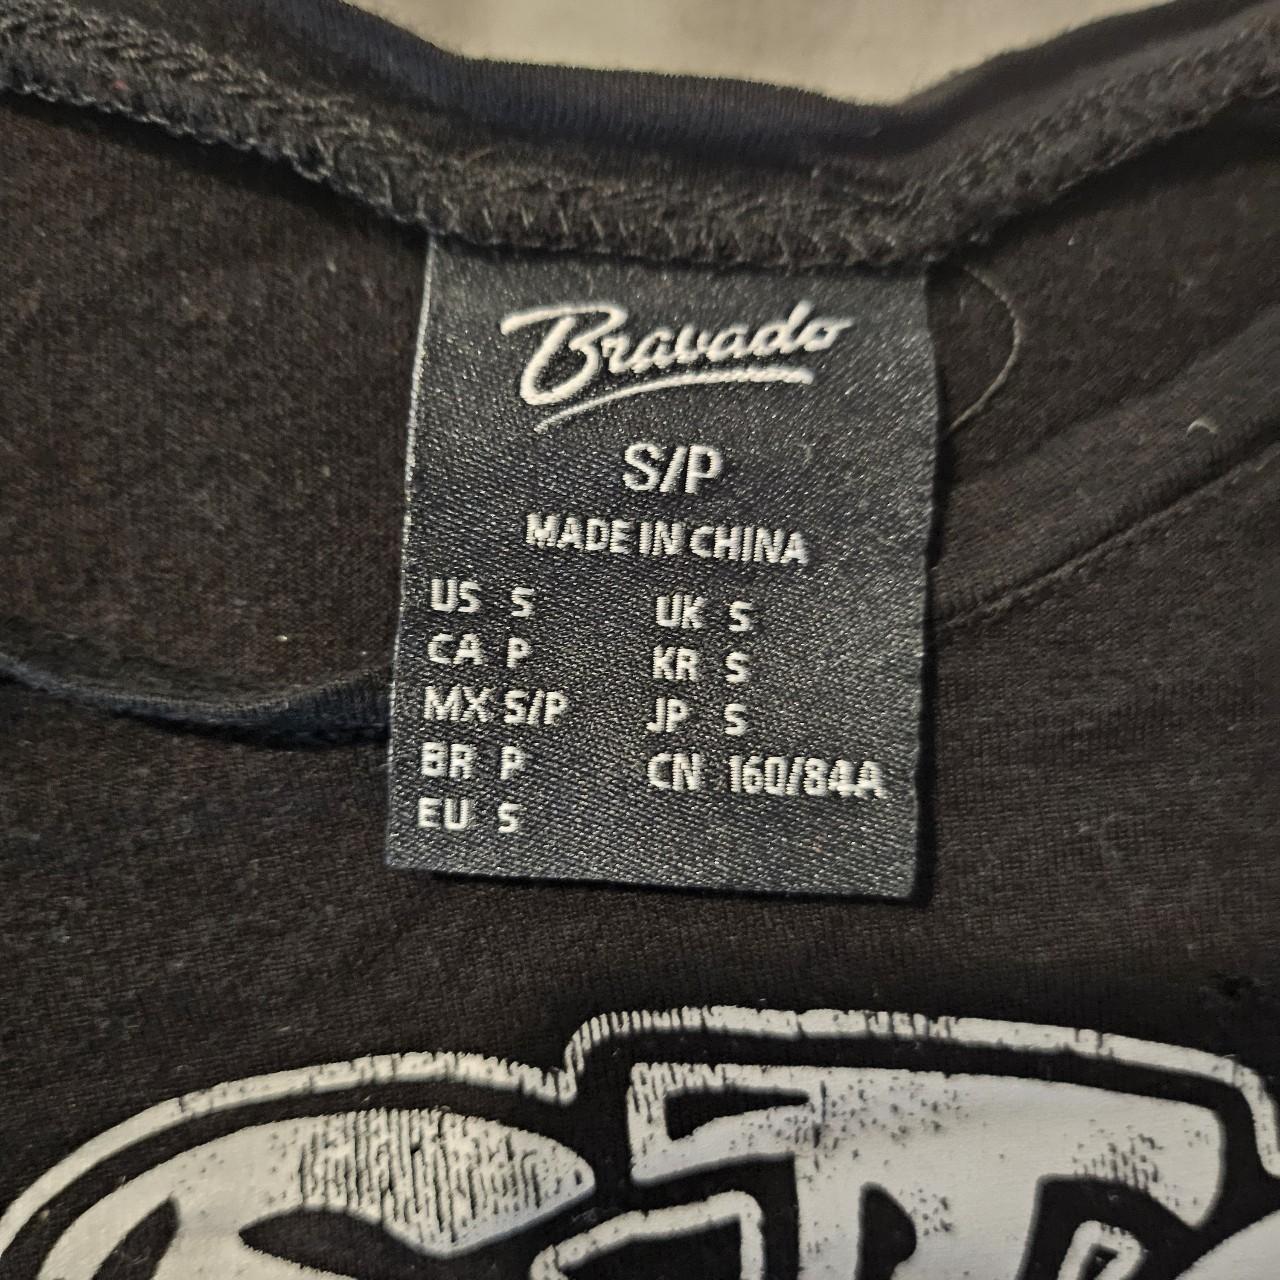 Bravado
S/P
MADE IN CHINA
US S UK S
CA P KR S
MX S/P JP S
BR P CN 160/84A
EU S